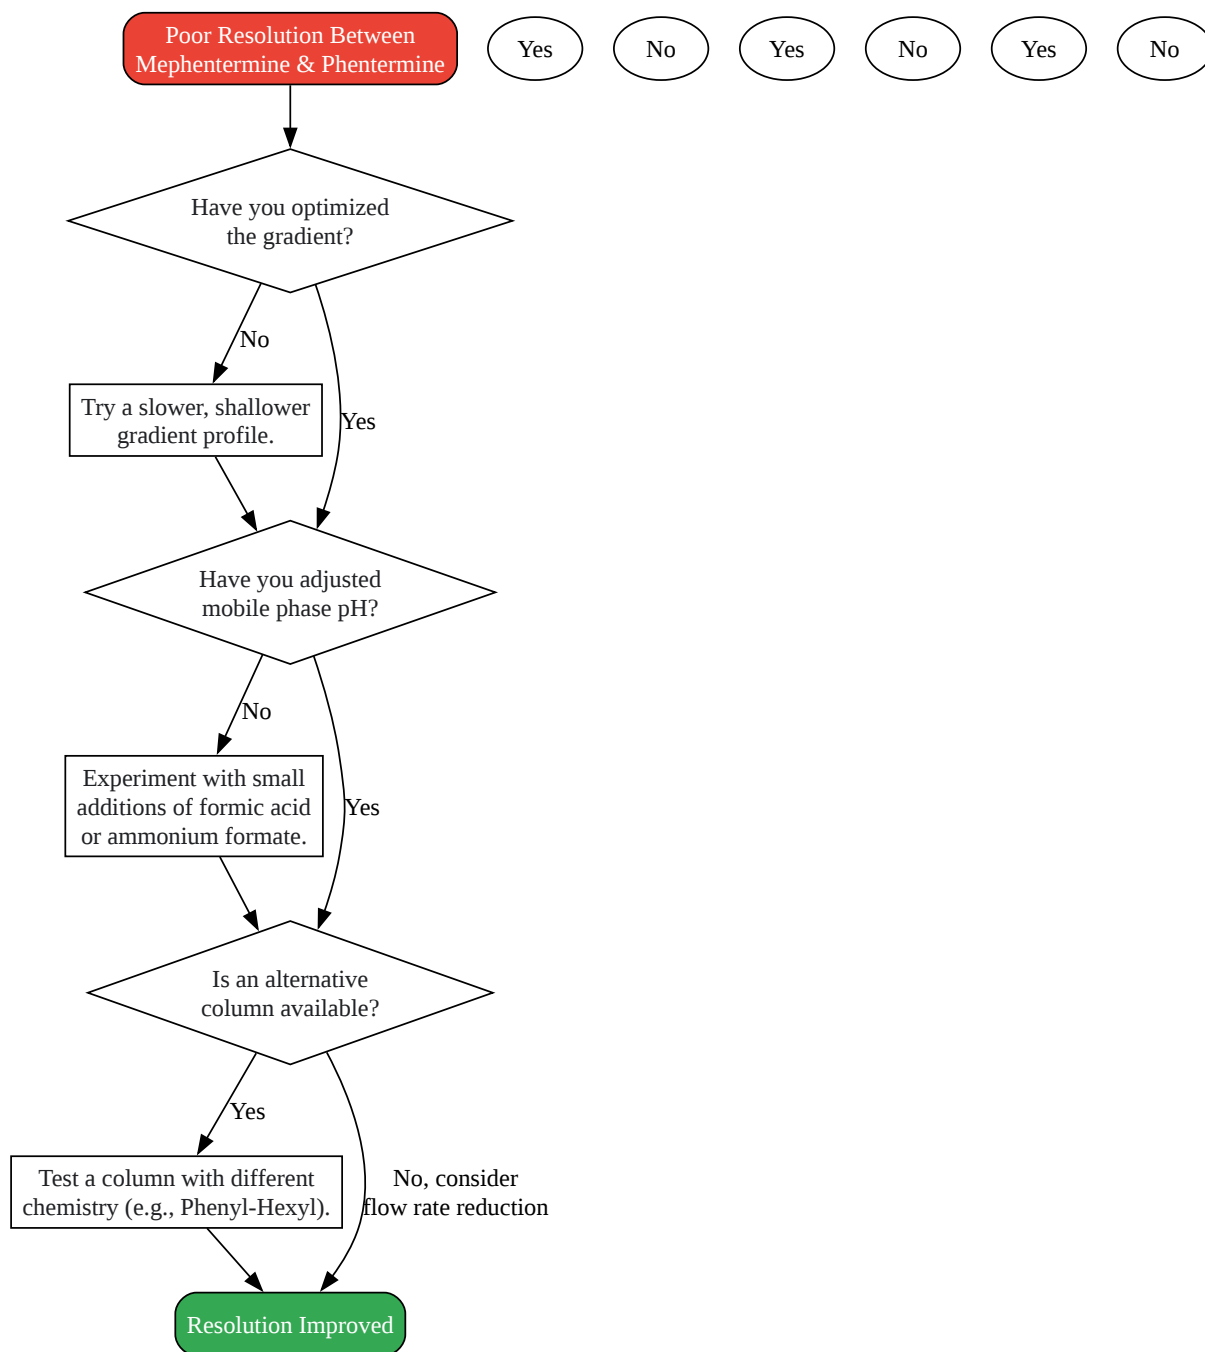 Poor Resolution Between
Mephentermine & Phentermine
Yes
No
Yes
No
Yes
No
Have you optimized
the gradient?
No
Try a slower, shallower
gradient profile.
Yes
Have you adjusted
mobile phase pH?
No
Experiment with small
additions of formic acid
or ammonium formate.
Yes
Is an alternative
column available?
Yes
Test a column with different
chemistry (e.g., Phenyl-Hexyl).
No, consider
flow rate reduction
Resolution Improved